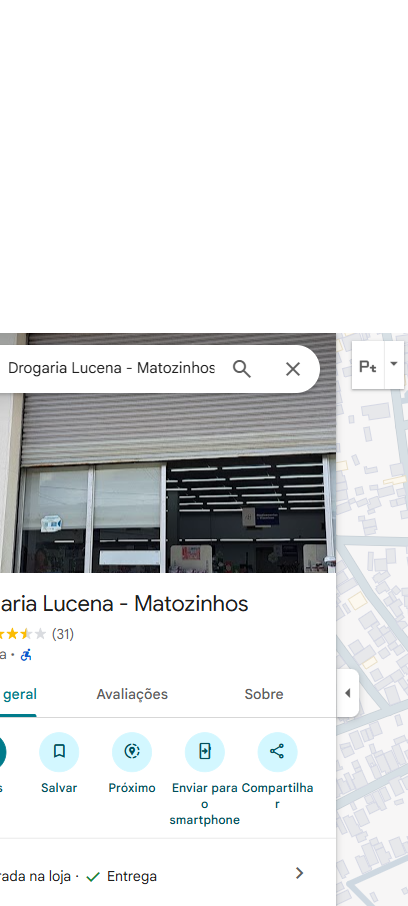 Drogaria Lucena - Matozinhos
Pt
aria Lucena - Matozinhos
(31)
a ·
geral
Avaliações
Sobre
s
Salvar
Próximo
Enviar para
o
smartphone
Compartilha
r
rada na loja · Entrega